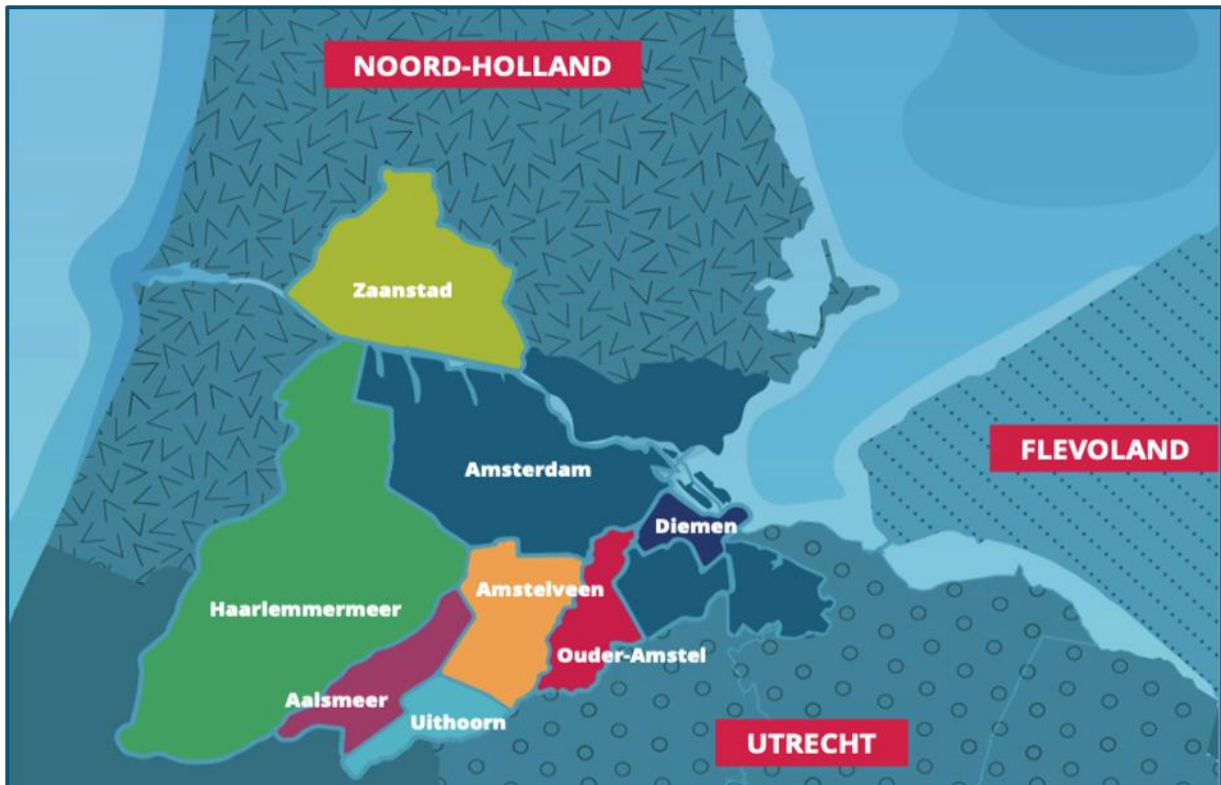 NOORD-HOLLAND
Zaanstad
FLEVOLAND
Amsterdam
Diemen
Amstelveen
Haarlemmermeer
Ouder-Amstel
Aalsmeer
Uithoorn
UTRECHT